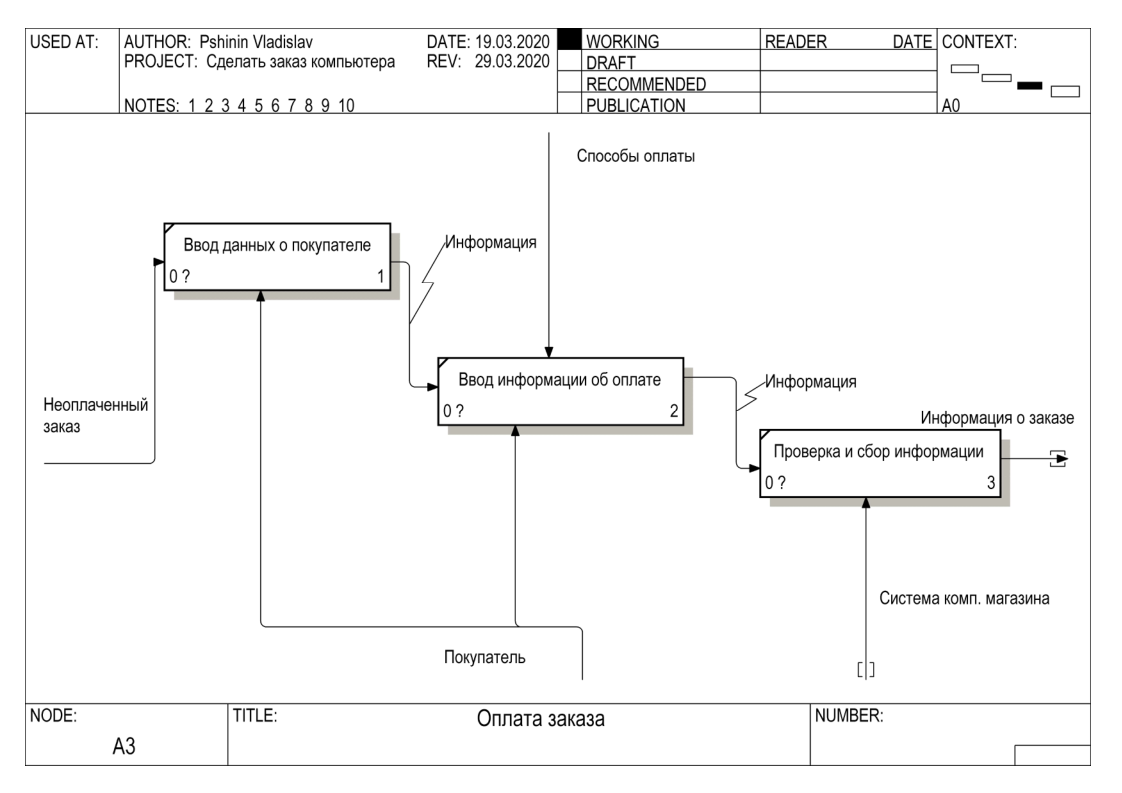 USED AT:
AUTHOR: Pshinin Vladislav
DATE: 19.03.2020
PROJECT: Сделать заказ компьютера
REV: 29.03.2020
NOTES: 1 2 3 4 5 6 7 8 9 10
WORKING
DRAFT
RECOMMENDED
PUBLICATION
READER DATE
CONTEXT:
A0
Способы оплаты
Ввод данных о покупателе
0 ? 1
Информация
Ввод информации об оплате
0 ? 2
Информация
Неоплаченный
заказ
Информация о заказе
Проверка и сбор информации
0 ? 3
Система комп. магазина
Покупатель
NODE:
A3
TITLE:
Оплата заказа
NUMBER: